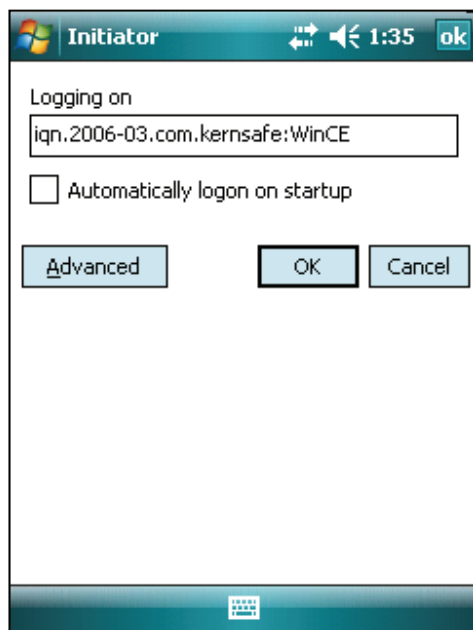 Initiator 1:35 ok
Logging on
iqn.2006-03.com.kernsafe:WinCE
Automatically logon on startup
Advanced OK Cancel